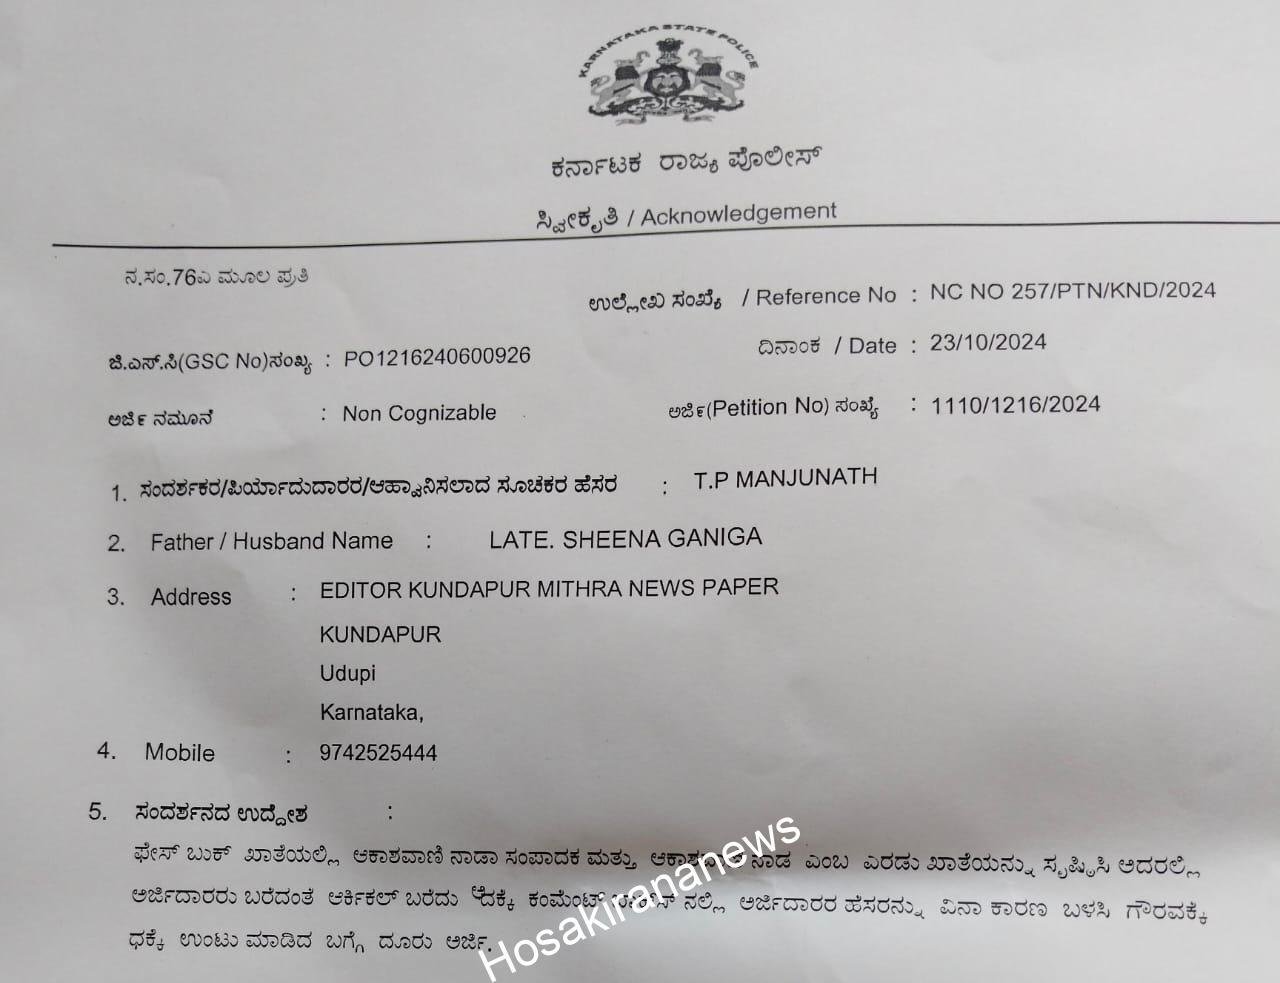 KARNATAKA STATE POLICE
ಕರ್ನಾಟಕ ರಾಜ್ಯ ಪೊಲೀಸ್
ಸ್ವೀಕೃತಿ / Acknowledgement
ನ.ಸಂ.76ಎ ಮೂಲ ಪ್ರತಿ
ಉಲ್ಲೇಖ ಸಂಖ್ಯೆ / Reference No : NC NO 257/PTN/KND/2024
ದಿನಾಂಕ / Date : 23/10/2024
ಜಿ.ಎಸ್.ಸಿ(GSC No)ಸಂಖ್ಯ : PO1216240600926
ಅರ್ಜಿ ನಮೂನೆ : Non Cognizable
ಅರ್ಜಿ(Petition No) ಸಂಖ್ಯೆ : 1110/1216/2024
1. ಸಂದರ್ಶಕರ/ಪಿರ್ಯಾದುದಾರರ/ಆಹ್ವಾನಿಸಲಾದ ಸೂಚಕರ ಹೆಸರ : T.P MANJUNATH
2. Father / Husband Name : LATE. SHEENA GANIGA
3. Address : EDITOR KUNDAPUR MITHRA NEWS PAPER
KUNDAPUR
Udupi
Karnataka,
4. Mobile : 9742525444
5. ಸಂದರ್ಶನದ ಉದ್ದೇಶ :
ಫೇಸ್ ಬುಕ್ ಖಾತೆಯಲ್ಲಿ ಆಕಾಶವಾಣಿ ನಾಡಾ ಸಂಪಾದಕ ಮತ್ತು ಆಕಾಶವಾಣಿ ನಾಡ ಎಂಬ ಎರಡು ಖಾತೆಯನ್ನು ಸೃಷ್ಠಿಸಿ ಅದರಲ್ಲಿ
ಅರ್ಜಿದಾರರು ಬರೆದಂತೆ ಆರ್ಕಿಕಲ್ ಬರೆದು ಅದಕ್ಕೆ ಕಂಮೆಂಟ್ ನಲ್ಲಿ ಅರ್ಜಿದಾರರ ಹೆಸರನ್ನು ವಿನಾ ಕಾರಣ ಬಳಸಿ ಗೌರವಕ್ಕೆ
ಧಕ್ಕೆ ಉಂಟು ಮಾಡಿದ ಬಗ್ಗೆ ದೂರು ಅರ್ಜಿ.
Hosakirananews